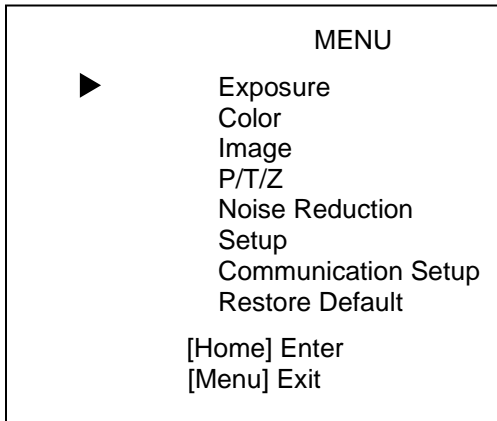 MENU
Exposure
Color
Image
P/T/Z
Noise Reduction
Setup
Communication Setup
Restore Default
[Home] Enter
[Menu] Exit